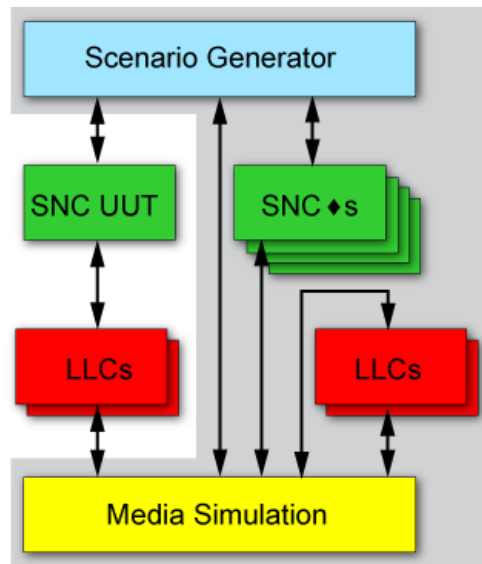 Scenario Generator
SNC UUT
SNC ♦s
LLCs
LLCs
Media Simulation